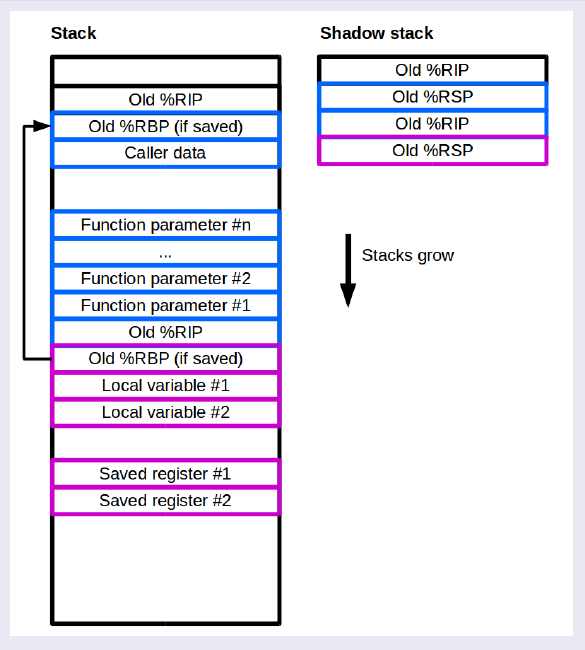 Stack
Old %RIP
Old %RBP (if saved)
Caller data
Function parameter #n
...
Function parameter #2
Function parameter #1
Old %RIP
Old %RBP (if saved)
Local variable #1
Local variable #2
Saved register #1
Saved register #2
Shadow stack
Old %RIP
Old %RSP
Old %RIP
Old %RSP
Stacks grow